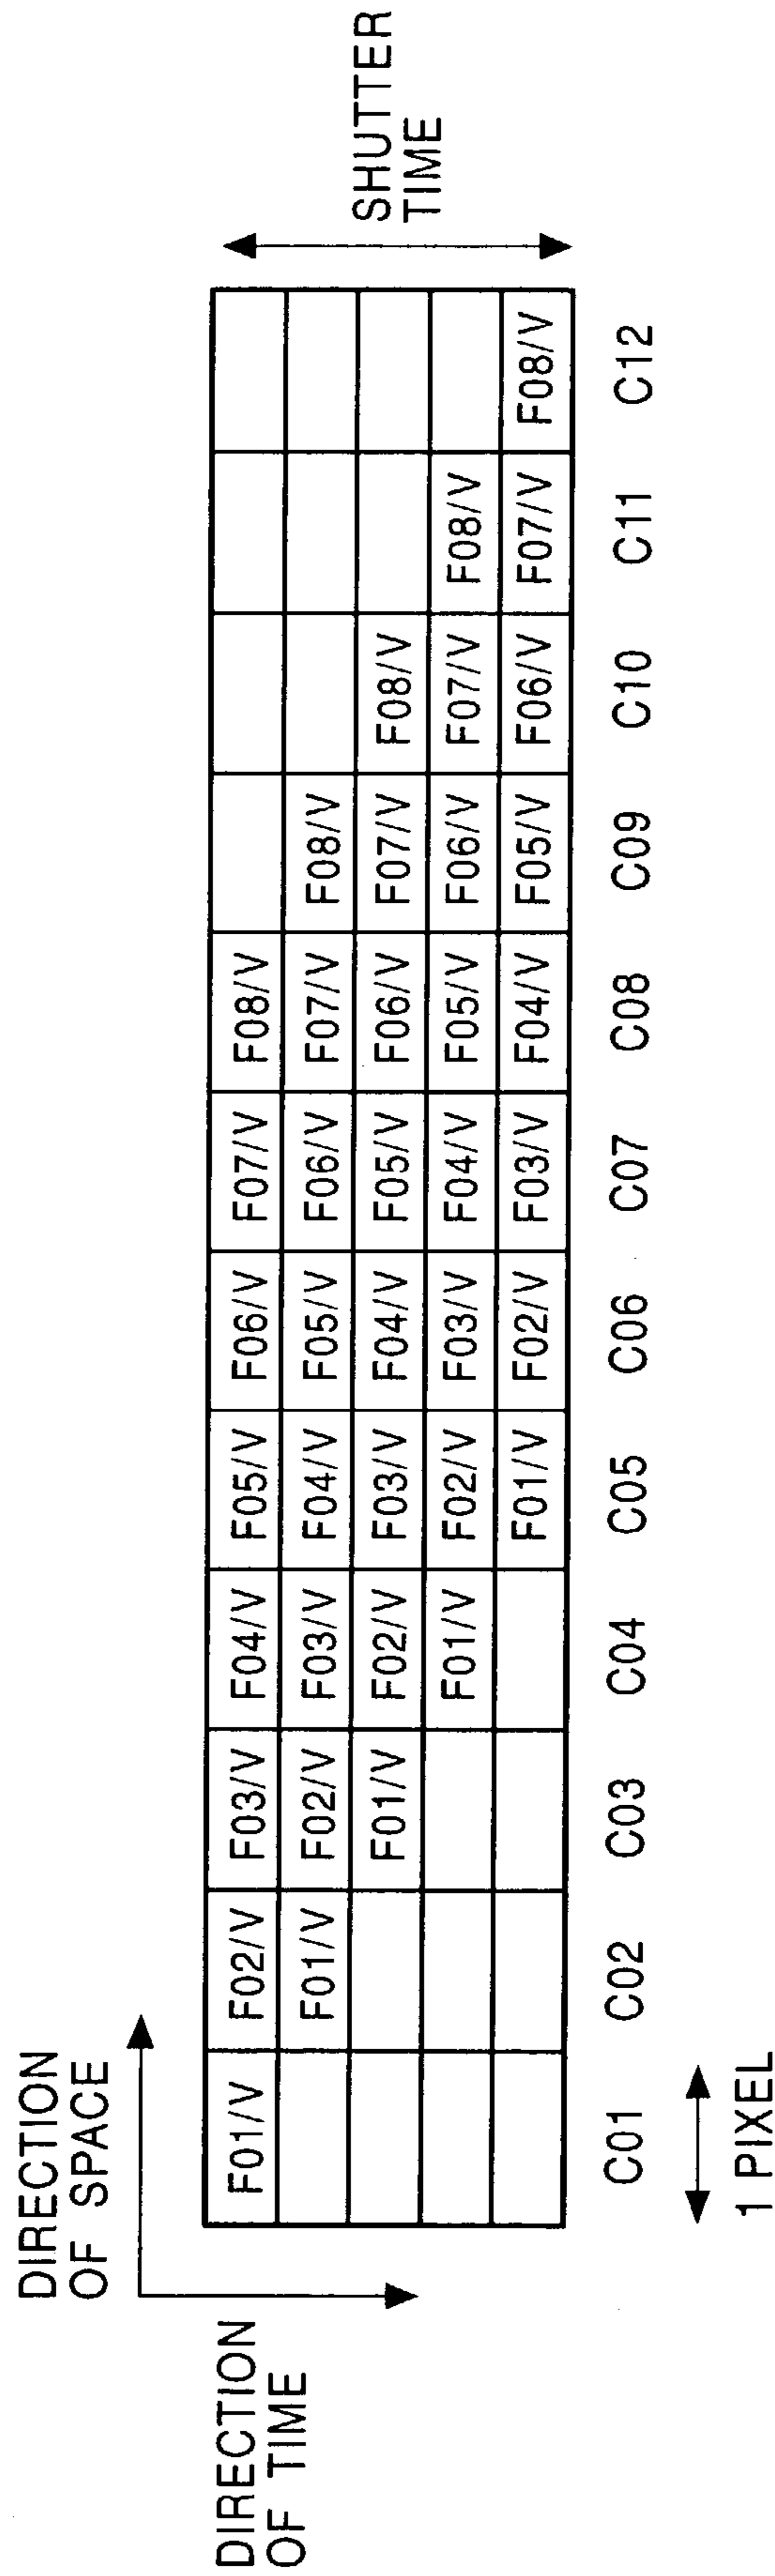 DIRECTION
OF SPACE
DIRECTION
OF TIME
SHUTTER
TIME
F01/V F02/V F03/V F04/V F05/V F06/V F07/V F08/V
F01/V F02/V F03/V F04/V F05/V F06/V F07/V F08/V
F01/V F02/V F03/V F04/V F05/V F06/V F07/V F08/V
F01/V F02/V F03/V F04/V F05/V F06/V F07/V F08/V
F01/V F02/V F03/V F04/V F05/V F06/V F07/V F08/V
C01 C02 C03 C04 C05 C06 C07 C08 C09 C10 C11 C12
1 PIXEL